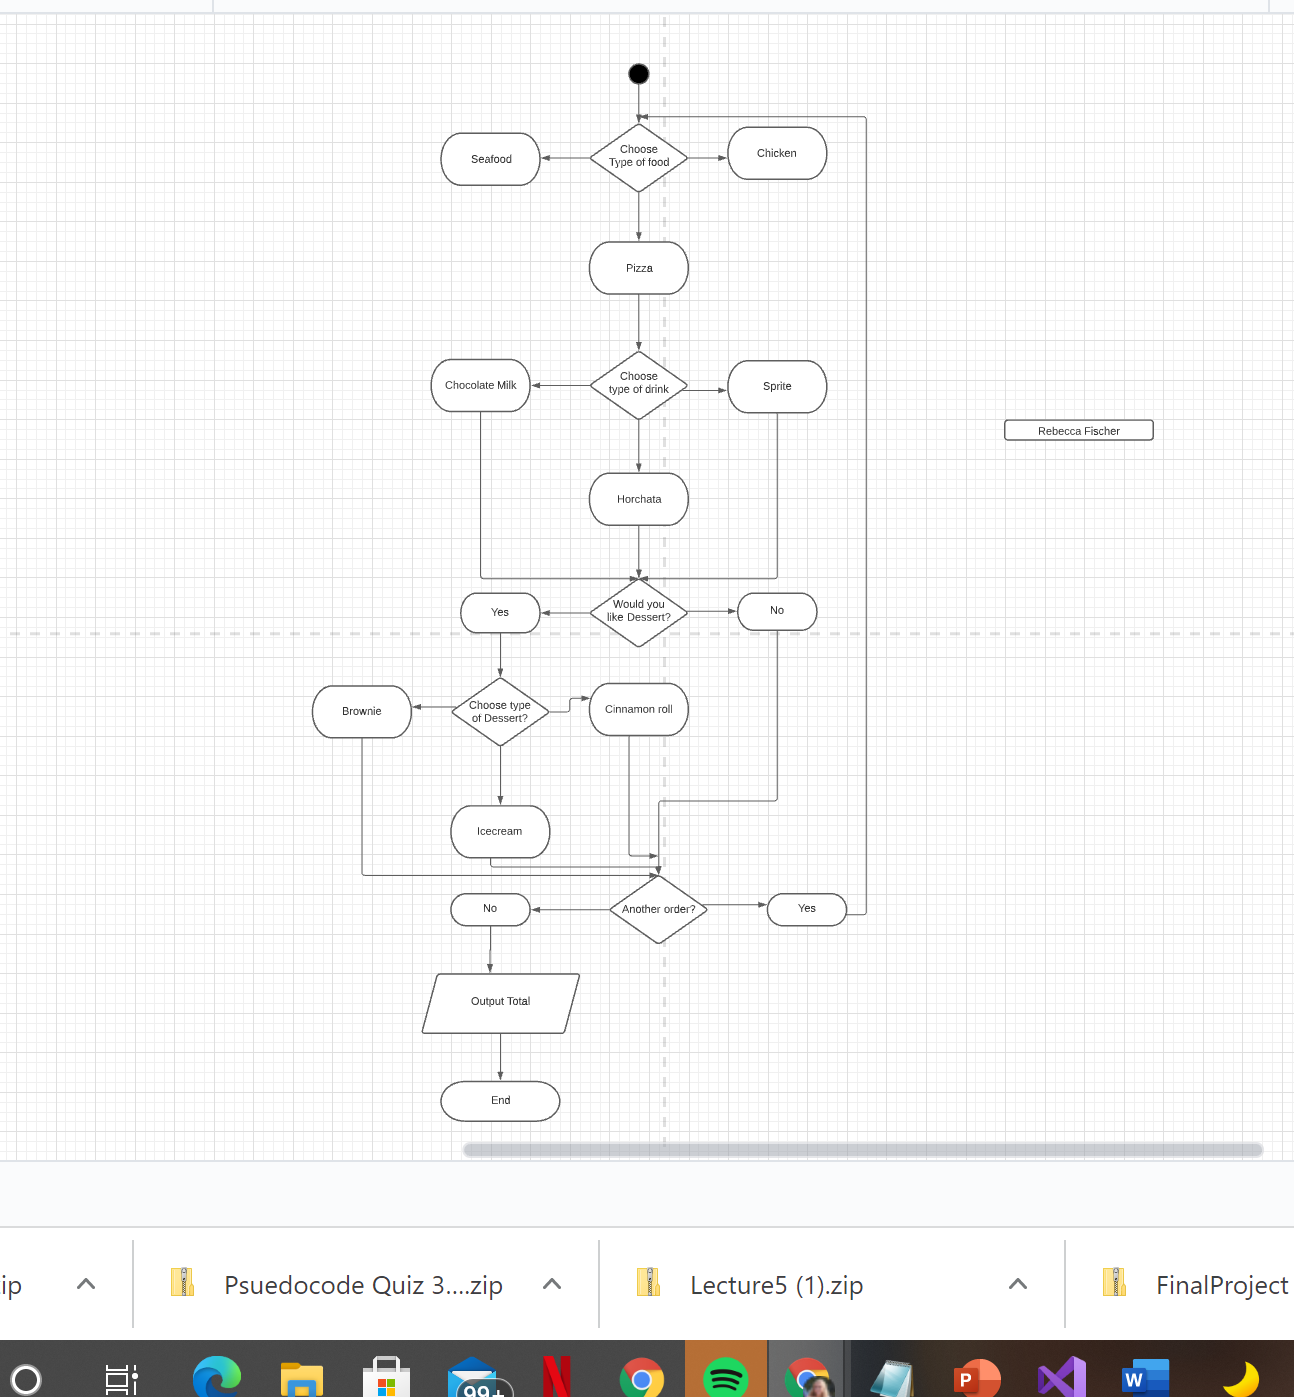 Choose
Type of food
Seafood
Chicken
Pizza
Choose
type of drink
Chocolate Milk
Sprite
Rebecca Fischer
Horchata
Would you
like Dessert?
Yes
No
Choose type
of Dessert?
Brownie
Cinnamon roll
Icecream
Another order?
No
Yes
Output Total
End
ip
Psuedocode Quiz 3....zip
Lecture5 (1).zip
FinalProject
99+
P
W